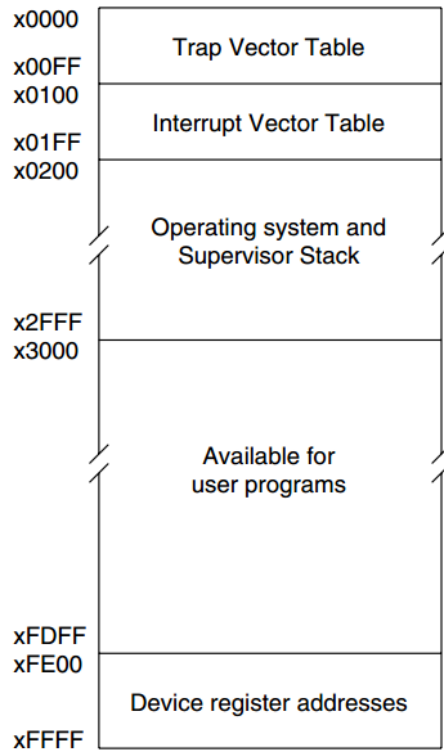 x0000
Trap Vector Table
x00FF
x0100
Interrupt Vector Table
x01FF
x0200
Operating system and
Supervisor Stack
x2FFF
x3000
Available for
user programs
xFDFF
xFE00
Device register addresses
xFFFF